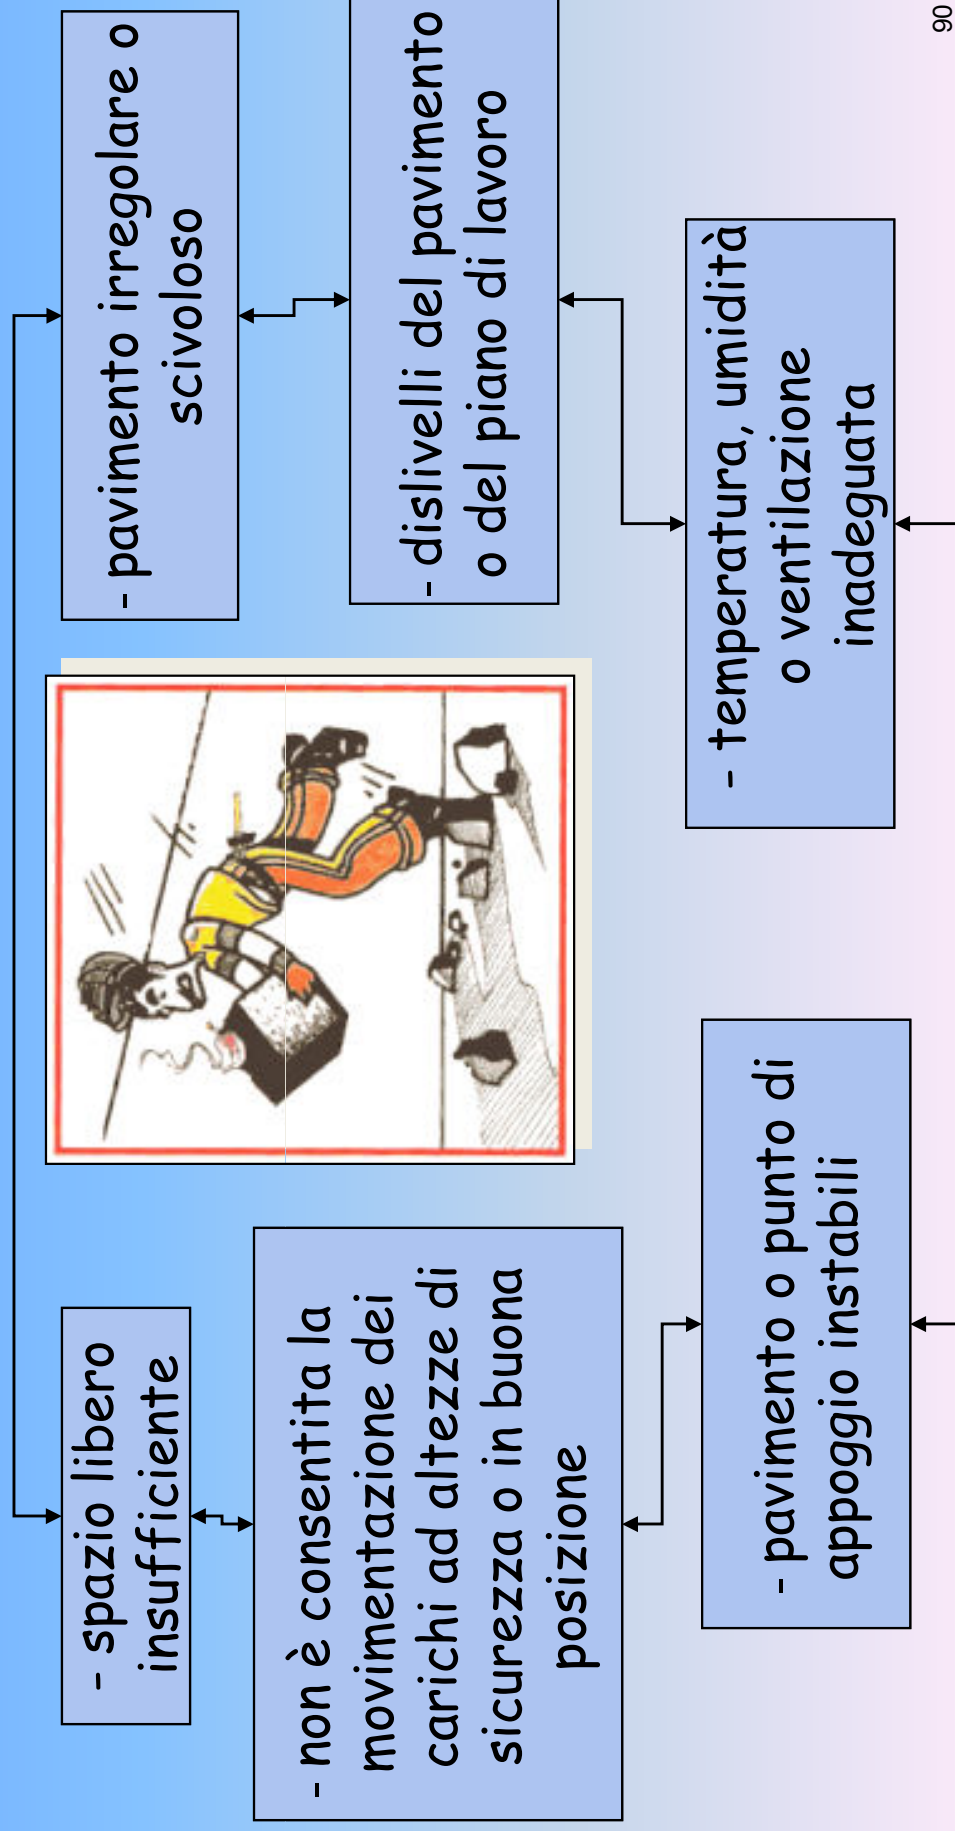 - spazio libero
insufficiente
- non è consentita la
movimentazione dei
carichi ad altezze di
sicurezza o in buona
posizione
- pavimento o punto di
appoggio instabili
- pavimento irregolare o
scivoloso
- dislivelli del pavimento
o del piano di lavoro
- temperatura, umidità
o ventilazione
inadeguata
90